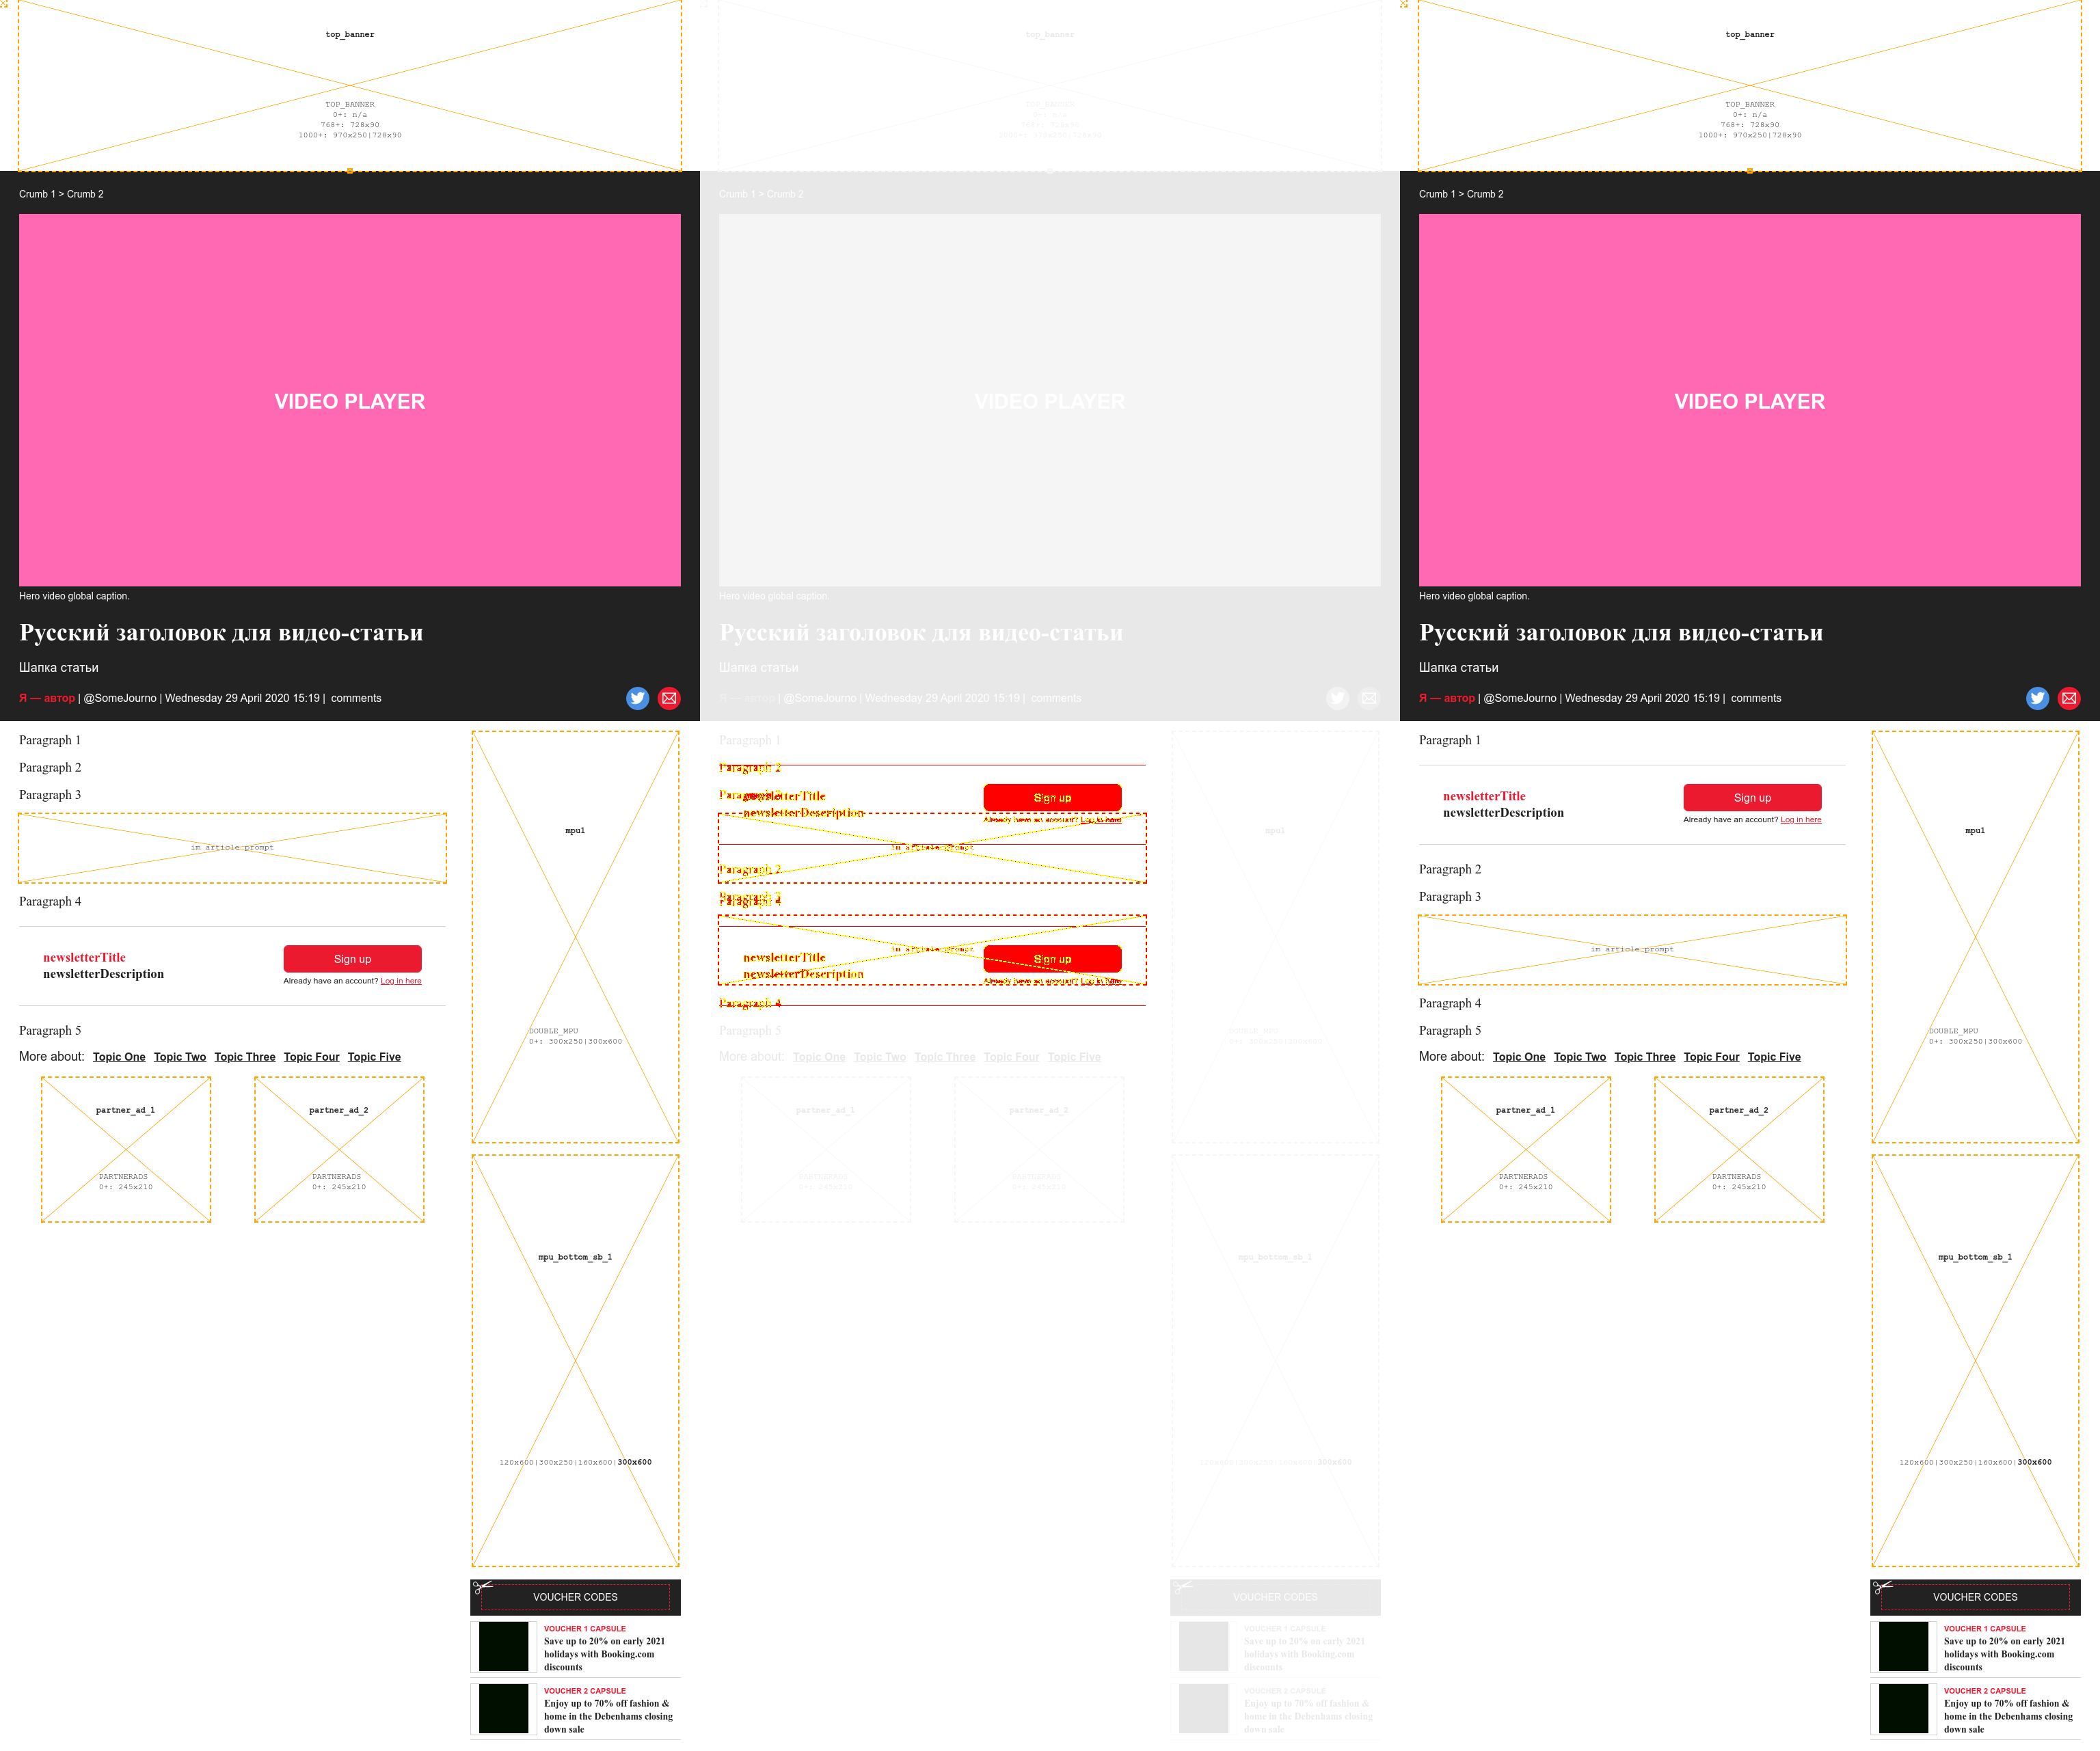 top_banner
TOP_BANNER
0+: n/a
768+: 728x90
1000+: 970x250|728x90
Crumb 1 > Crumb 2
VIDEO PLAYER
Hero video global caption.
Русский заголовок для видео-статьи
Шапка статьи
Я — автор | @SomeJourno | Wednesday 29 April 2020 15:19 | comments
Paragraph 1
Paragraph 2
Paragraph 3
im article prompt
Paragraph 4
newsletterTitle
newsletterDescription
Sign up
Already have an account? Log in here
Paragraph 5
More about: Topic One Topic Two Topic Three Topic Four Topic Five
partner_ad_1
PARTNERADS
0+: 245x210
partner_ad_2
PARTNERADS
0+: 245x210
mpu1
DOUBLE_MPU
0+: 300x250|300x600
mpu_bottom_sb_1
120x600|300x250|160x600|300x600
VOUCHER CODES
VOUCHER 1 CAPSULE
Save up to 20% on early 2021
holidays with Booking.com
discounts
VOUCHER 2 CAPSULE
Enjoy up to 70% off fashion &
home in the Debenhams closing
down sale
top_banner
TOP_BANNER
0+: n/a
768+: 728x90
1000+: 970x250|728x90
Crumb 1 > Crumb 2
VIDEO PLAYER
Hero video global caption.
Русский заголовок для видео-статьи
Шапка статьи
Я — автор | @SomeJourno | Wednesday 29 April 2020 15:19 | comments
Paragraph 1
Paragraph 2
newsletterTitle
newsletterDescription
Sign up
Already have an account? Log in here
im article prompt
Paragraph 2
im article prompt
newsletterTitle
newsletterDescription
Sign up
Already have an account? Log in here
Paragraph 4
Paragraph 5
More about: Topic One Topic Two Topic Three Topic Four Topic Five
partner_ad_1
PARTNERADS
0+: 245x210
partner_ad_2
PARTNERADS
0+: 245x210
mpu1
DOUBLE_MPU
0+: 300x250|300x600
mpu_bottom_sb_1
120x600|300x250|160x600|300x600
VOUCHER CODES
VOUCHER 1 CAPSULE
Save up to 20% on early 2021
holidays with Booking.com
discounts
VOUCHER 2 CAPSULE
Enjoy up to 70% off fashion &
home in the Debenhams closing
down sale
top_banner
TOP_BANNER
0+: n/a
768+: 728x90
1000+: 970x250|728x90
Crumb 1 > Crumb 2
VIDEO PLAYER
Hero video global caption.
Русский заголовок для видео-статьи
Шапка статьи
Я — автор | @SomeJourno | Wednesday 29 April 2020 15:19 | comments
Paragraph 1
newsletterTitle
newsletterDescription
Sign up
Already have an account? Log in here
Paragraph 2
Paragraph 3
im article prompt
Paragraph 4
Paragraph 5
More about: Topic One Topic Two Topic Three Topic Four Topic Five
partner_ad_1
PARTNERADS
0+: 245x210
partner_ad_2
PARTNERADS
0+: 245x210
mpu1
DOUBLE_MPU
0+: 300x250|300x600
mpu_bottom_sb_1
120x600|300x250|160x600|300x600
VOUCHER CODES
VOUCHER 1 CAPSULE
Save up to 20% on early 2021
holidays with Booking.com
discounts
VOUCHER 2 CAPSULE
Enjoy up to 70% off fashion &
home in the Debenhams closing
down sale